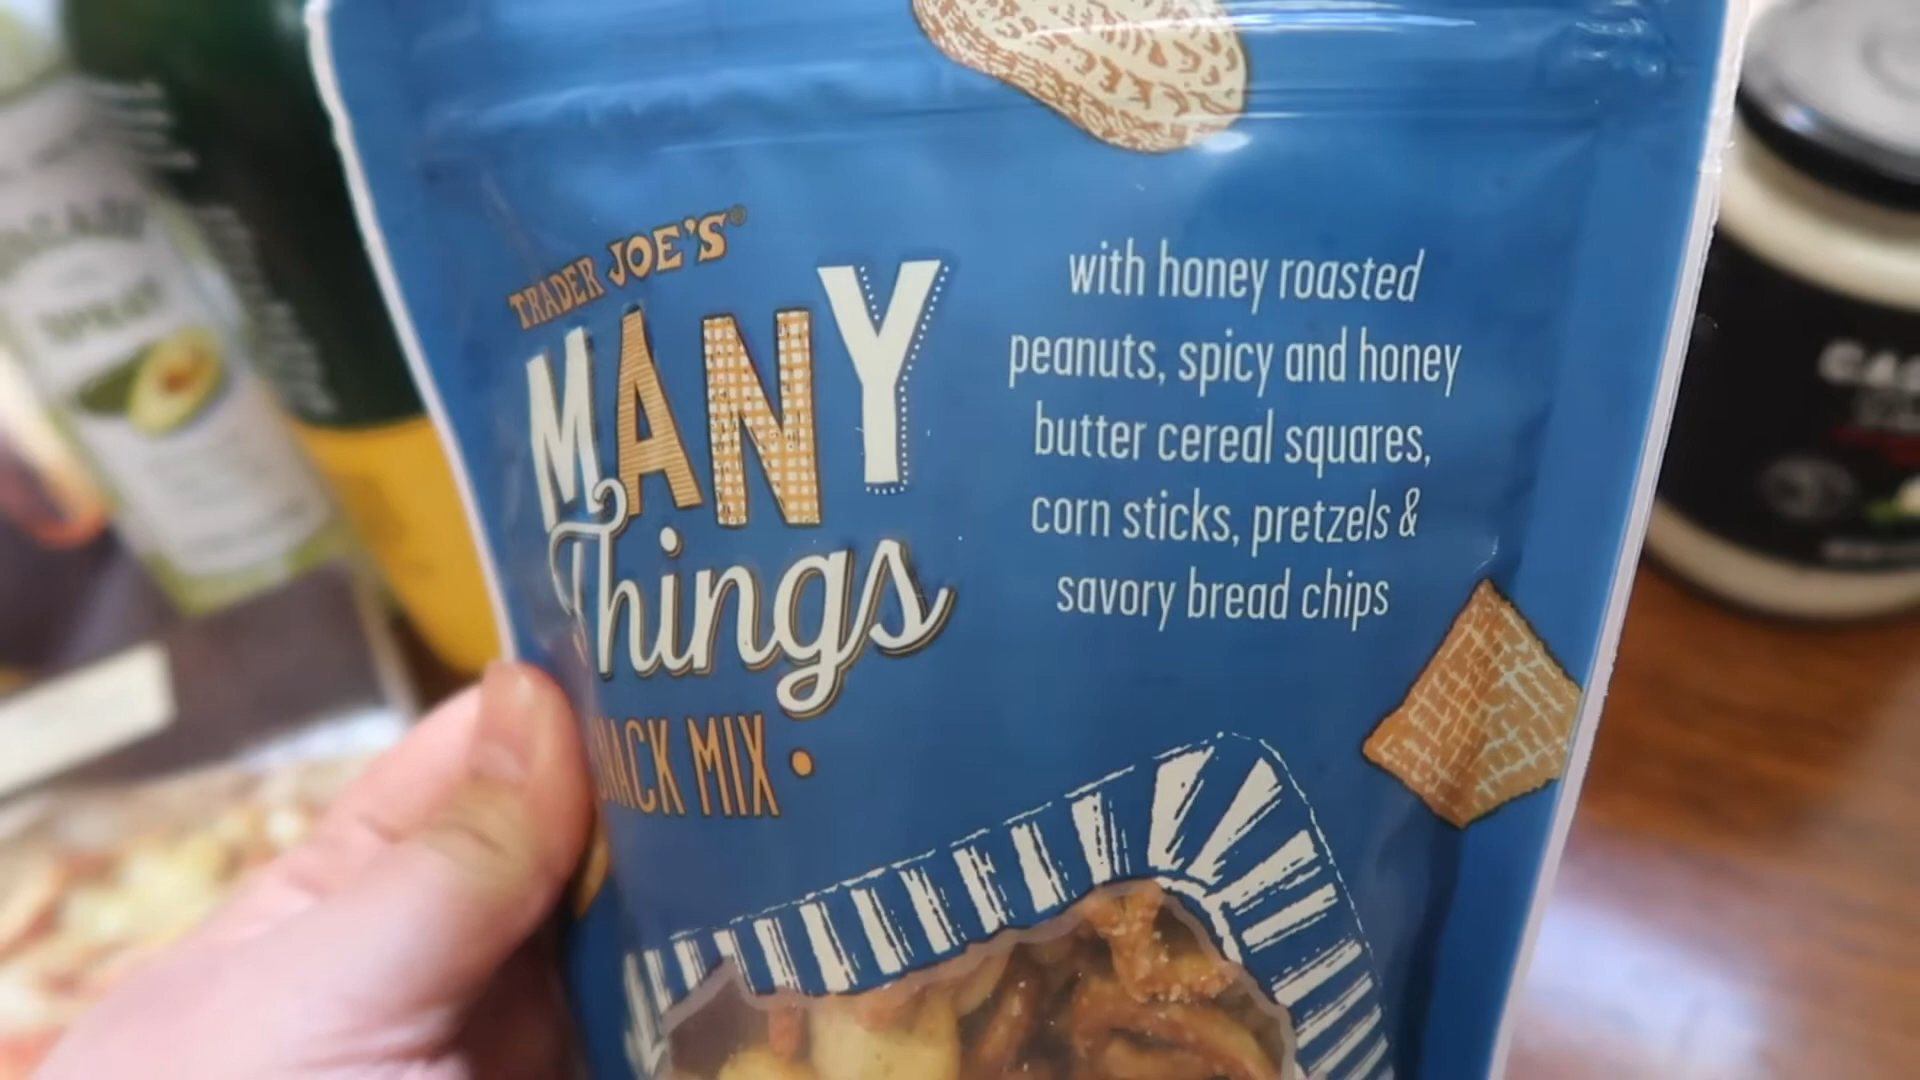 TRADER JOE'S®
MANY
Things
SNACK MIX •
with honey roasted
peanuts, spicy and honey
butter cereal squares,
corn sticks, pretzels &
savory bread chips
SPRAY